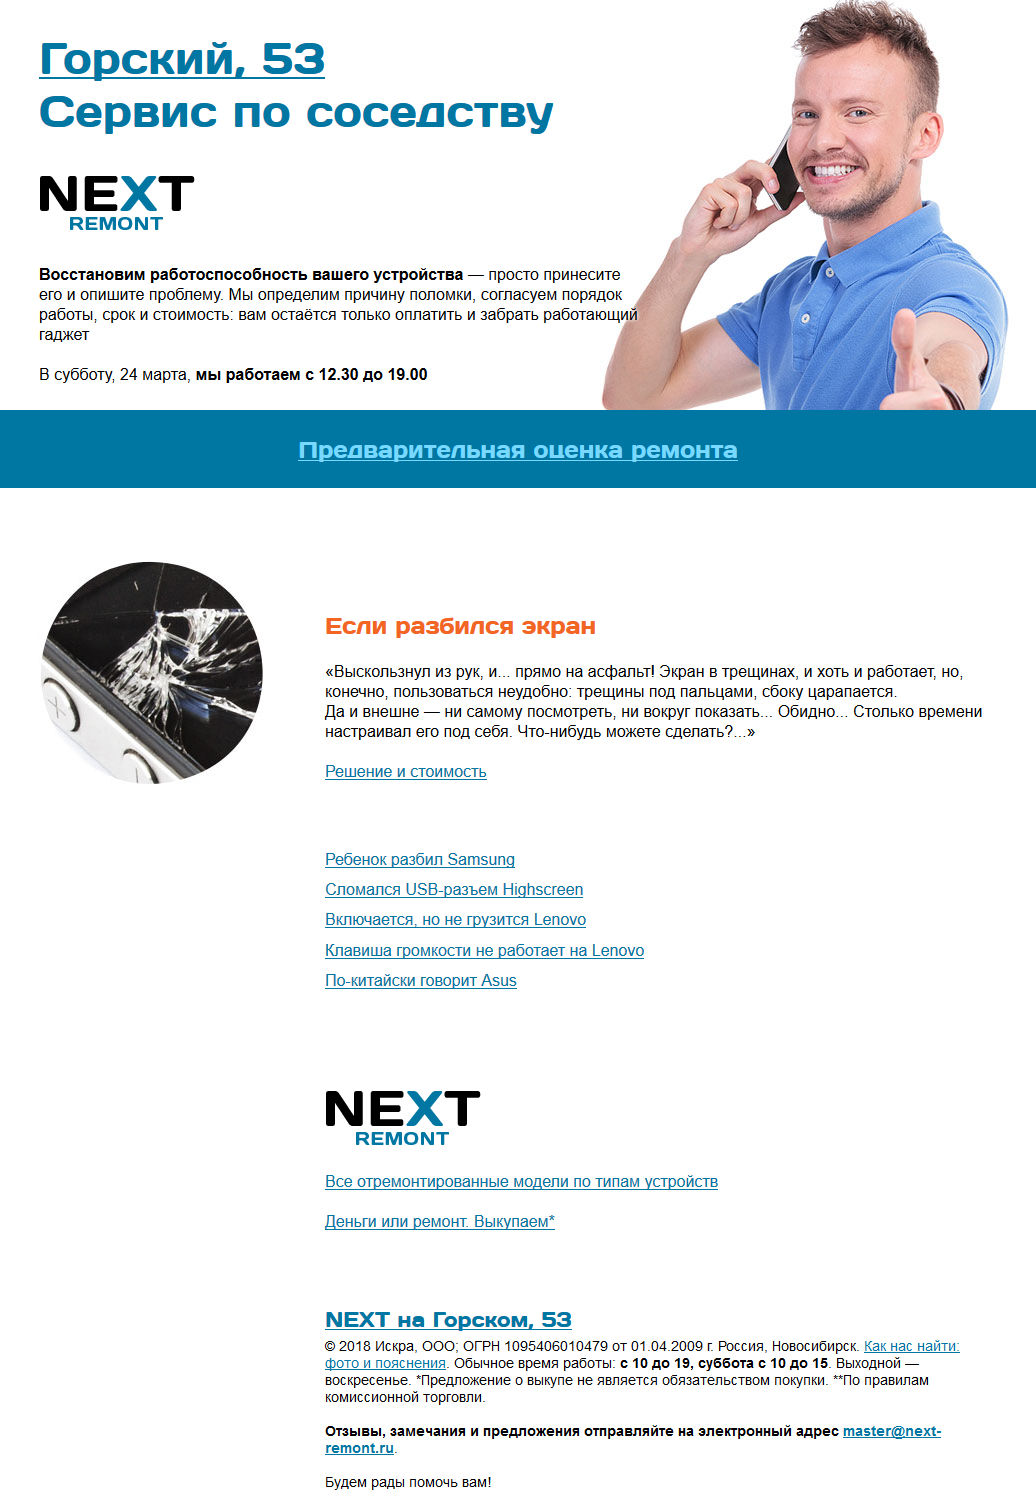 Горский, 53
Сервис по соседству
NEXT
REMONT
Восстановим работоспособность вашего устройства — просто принесите
его и опишите проблему. Мы определим причину поломки, согласуем порядок
работы, срок и стоимость: вам остаётся только оплатить и забрать работающий
гаджет
В субботу, 24 марта, мы работаем с 12.30 до 19.00
Предварительная оценка ремонта
Если разбился экран
«Выскользнул из рук, и... прямо на асфальт! Экран в трещинах, и хоть и работает, но,
конечно, пользоваться неудобно: трещины под пальцами, сбоку царапается.
Да и внешне — ни самому посмотреть, ни вокруг показать... Обидно... Столько времени
настраивал его под себя. Что-нибудь можете сделать?...»
Решение и стоимость
Ребенок разбил Samsung
Сломался USB-разъем Highscreen
Включается, но не грузится Lenovo
Клавиша громкости не работает на Lenovo
По-китайски говорит Asus
NEXT
REMONT
Все отремонтированные модели по типам устройств
Деньги или ремонт. Выкупаем*
NEXT на Горском, 53
© 2018 Искра, ООО; ОГРН 1095406010479 от 01.04.2009 г. Россия, Новосибирск. Как нас найти:
фото и пояснения. Обычное время работы: с 10 до 19, суббота с 10 до 15. Выходной —
воскресенье. *Предложение о выкупе не является обязательством покупки. **По правилам
комиссионной торговли.
Отзывы, замечания и предложения отправляйте на электронный адрес master@next-
remont.ru.
Будем рады помочь вам!